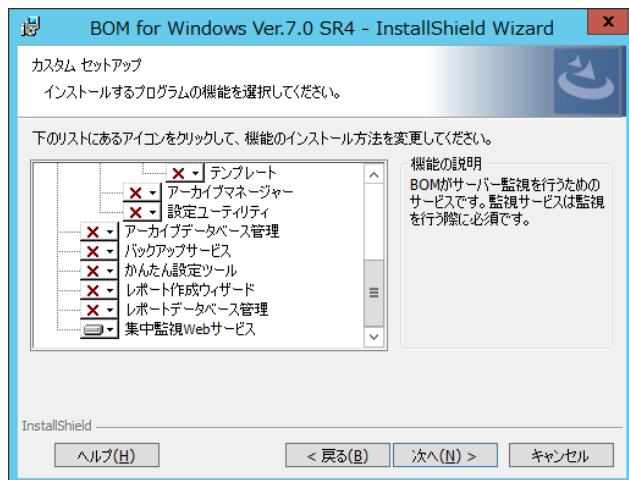 BOM for Windows Ver.7.0 SR4 - InstallShield Wizard
カスタム セットアップ
インストールするプログラムの機能を選択してください。
下のリストにあるアイコンをクリックして、機能のインストール方法を変更してください。
テンプレート
アーカイブマネージャー
設定ユーティリティ
アーカイブデータベース管理
バックアップサービス
かんたん設定ツール
レポート作成ウィザード
レポートデータベース管理
集中監視Webサービス
機能の説明
BOMがサーバー監視を行うための
サービスです。監視サービスは監視
を行う際に必須です。
InstallShield
ヘルプ(H)
< 戻る(B)
次へ(N) >
キャンセル